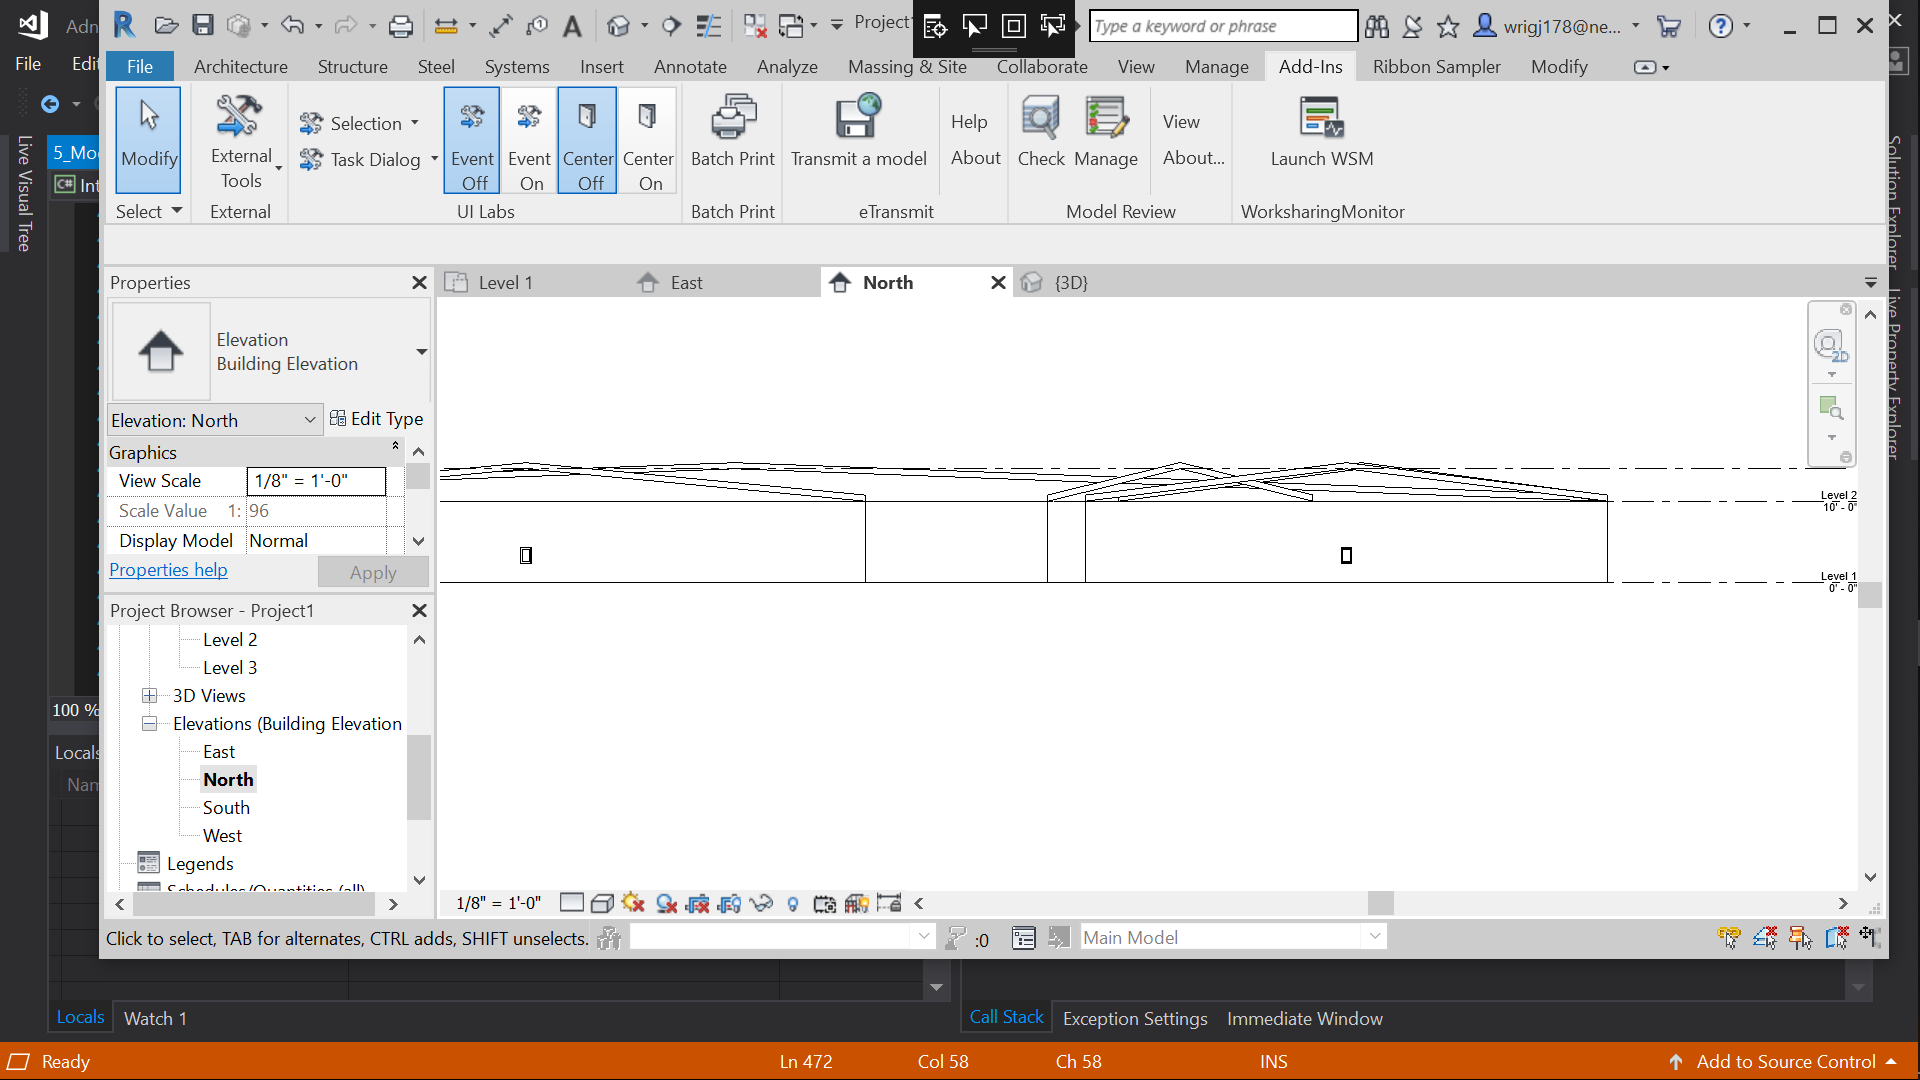 Project1
Type a keyword or phrase
wrigj178@ne...
File
Architecture
Structure
Steel
Systems
Insert
Annotate
Analyze
Massing & Site
Collaborate
View
Manage
Add-Ins
Ribbon Sampler
Modify
File
Modify
External
Tools
Selection
Task Dialog
Event
Off
Event
On
Center
Off
Center
On
Batch Print
Transmit a model
Help
About
Check
Manage
View
About...
Launch WSM
Select
External
UI Labs
Batch Print
eTransmit
Model Review
WorksharingMonitor
Live Visual Tree
Solution Explorer
Live Property Explorer
Properties
Level 1
East
North
{3D}
Elevation
Building Elevation
Elevation: North
Edit Type
Graphics
View Scale
1/8" = 1'-0"
Scale Value 1:
96
Display Model
Normal
Properties help
Apply
2D
Level 2
10' - 0"
Level 1
0' - 0"
Project Browser - Project1
Level 2
Level 3
3D Views
Elevations (Building Elevation
East
North
South
West
Legends
Schedules/Quantities (all)
100 %
Locals
1/8" = 1'-0"
Click to select, TAB for alternates, CTRL adds, SHIFT unselects.
:0
Main Model
Locals
Watch 1
Call Stack
Exception Settings
Immediate Window
Ready
Ln 472
Col 58
Ch 58
INS
Add to Source Control